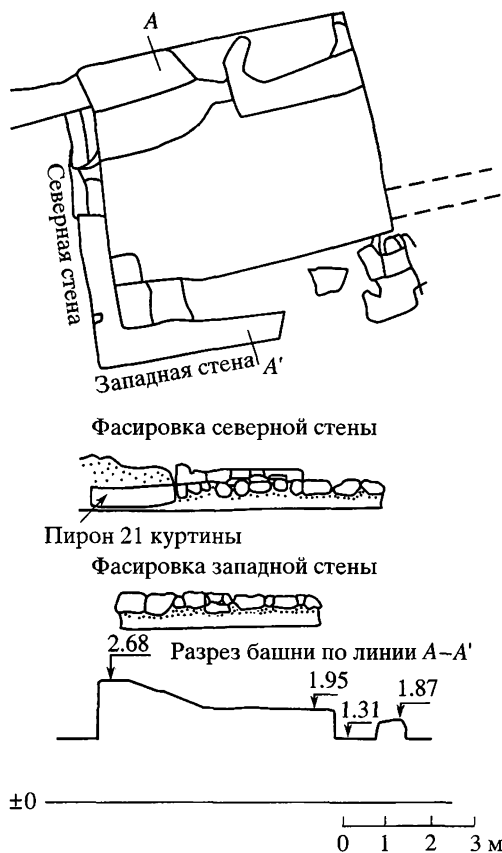 А
Северная стена
Западная стена
А'
Фасировка северной стены
Пирон 21 куртины
Фасировка западной стены
2.68
Разрез башни по линии А–А'
1.95
1.31
1.87
±0
0 1 2 3 м